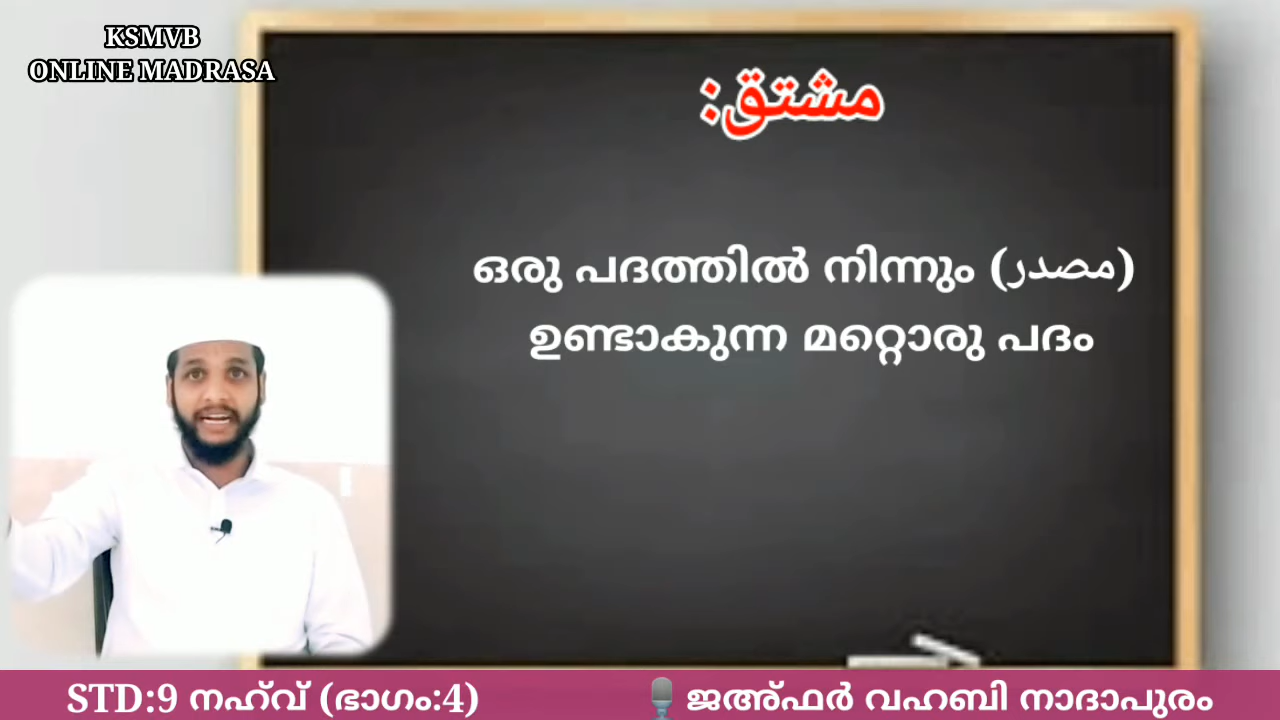 KSMVB
ONLINE MADRASA
مشتق:
ഒരു പദത്തിൽ നിന്നും (مصدر)
ഉണ്ടാകുന്ന മറ്റൊരു പദം
STD:9 നഹ്‌വ് (ഭാഗം:4)
ജഅ്ഫർ വഹബി നാദാപുരം